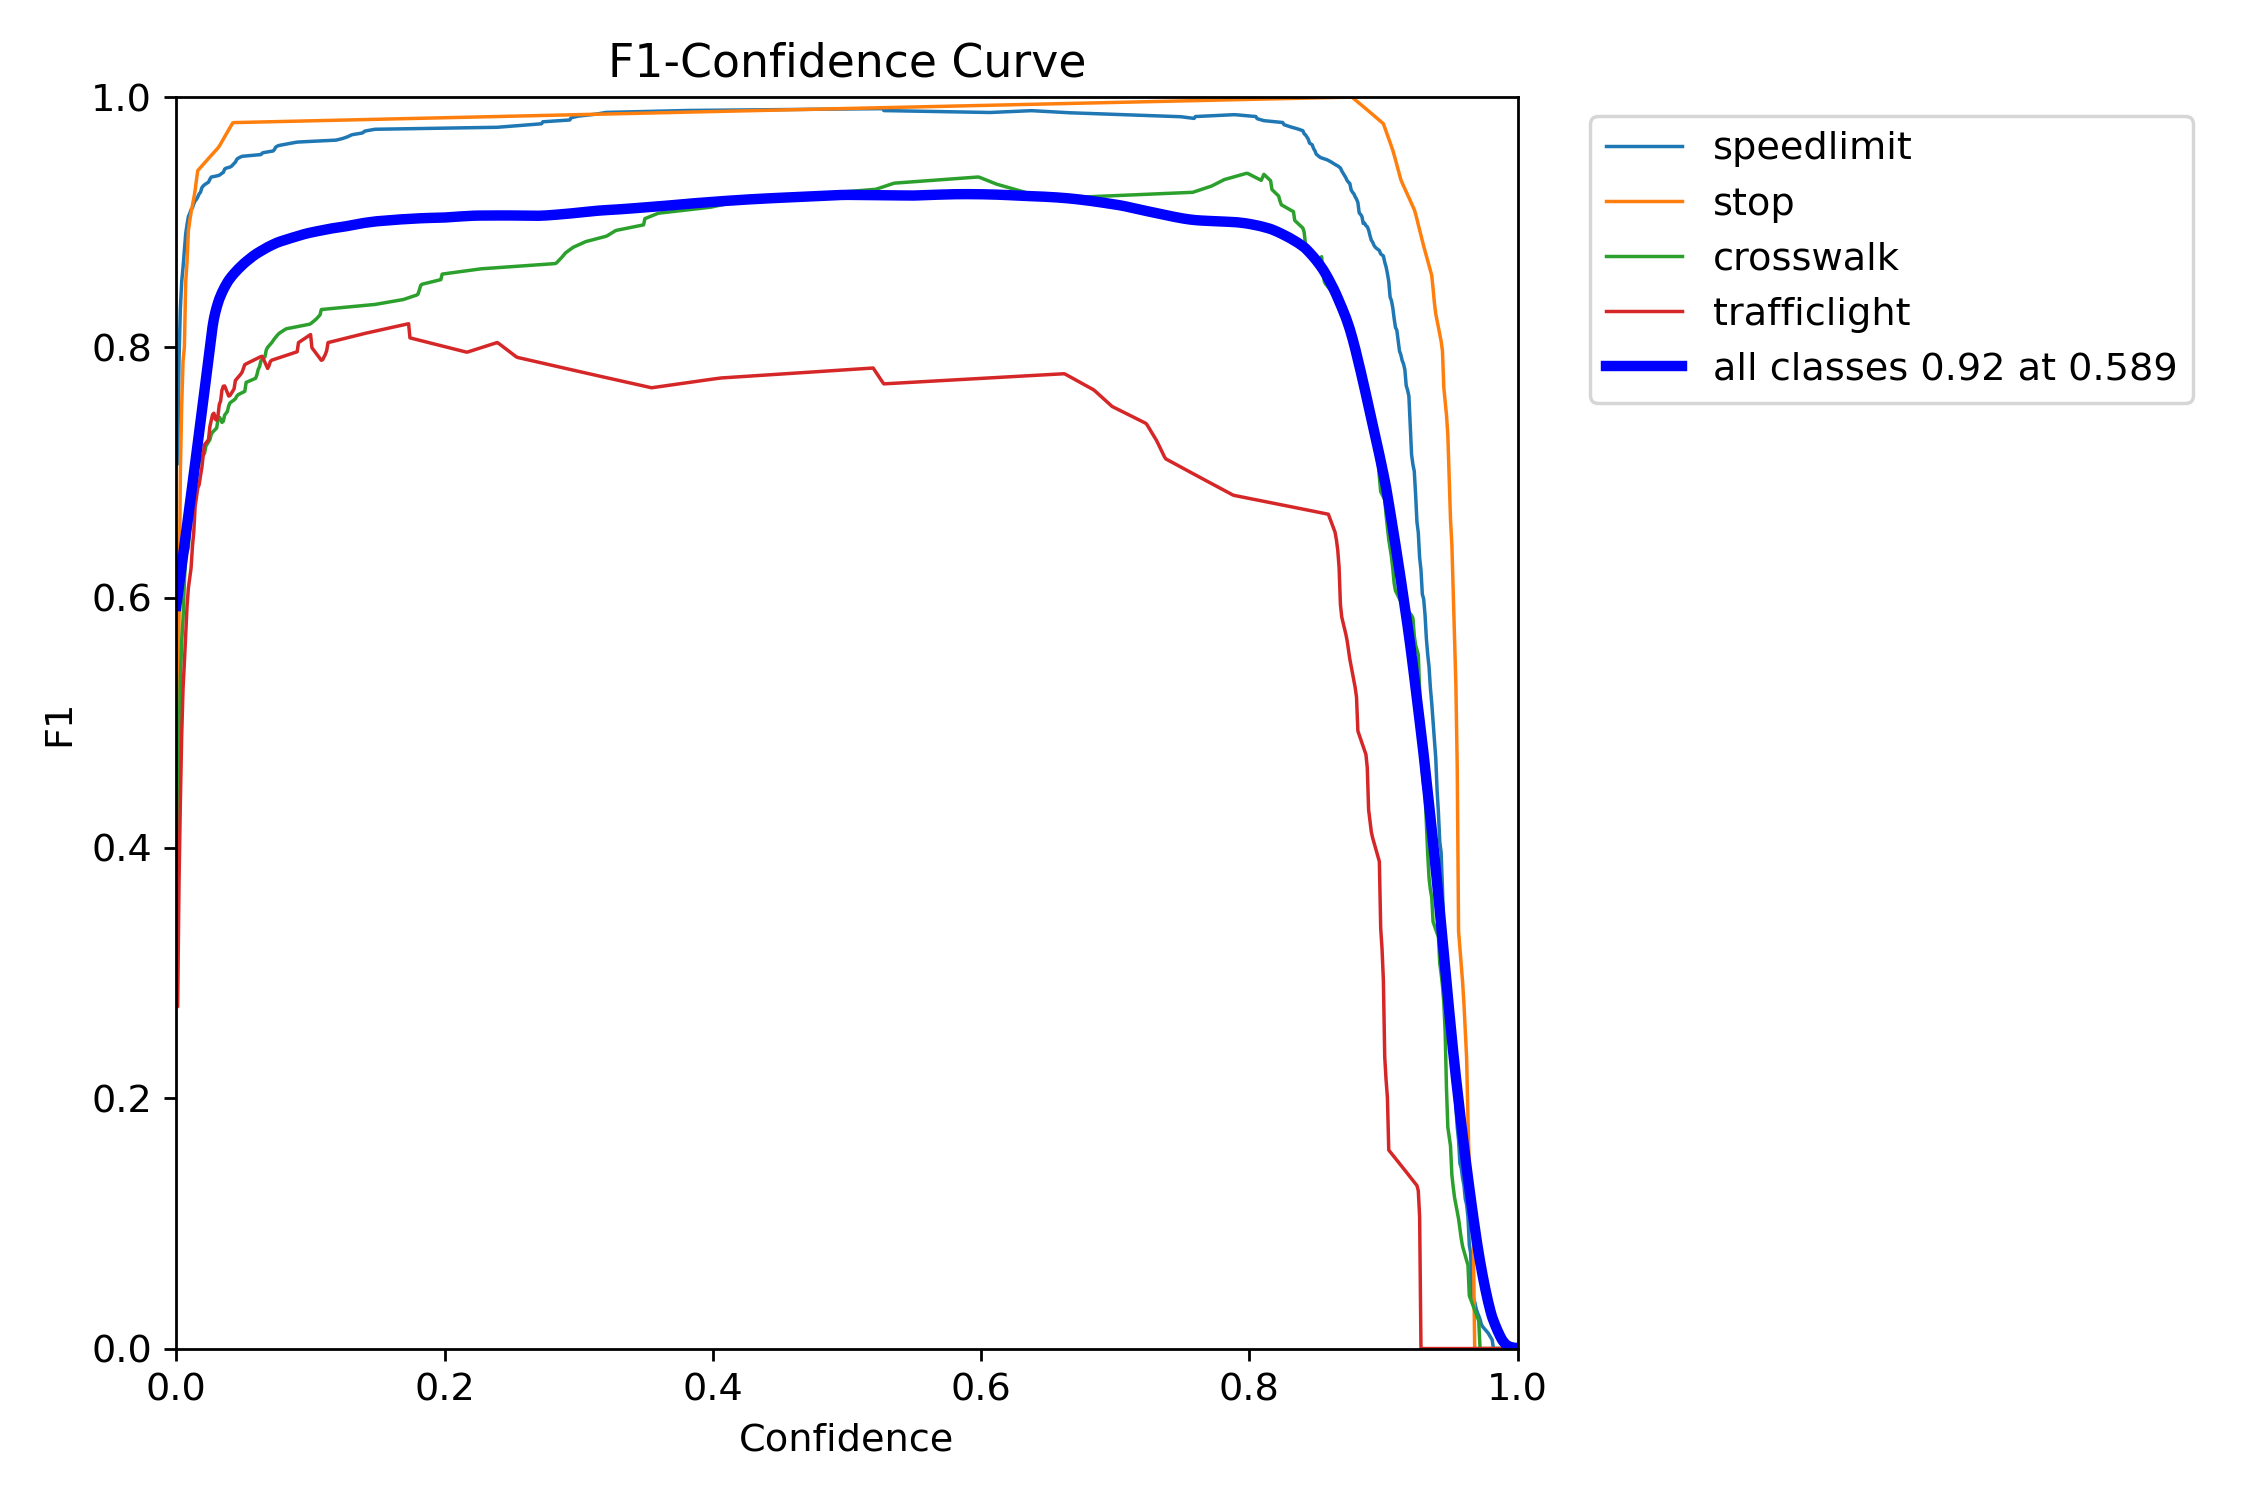 F1-Confidence Curve
1.0
0.8
0.6
0.4
0.2
0.0
F1
0.0 0.2 0.4 0.6 0.8 1.0
Confidence
speedlimit
stop
crosswalk
trafficlight
all classes 0.92 at 0.589